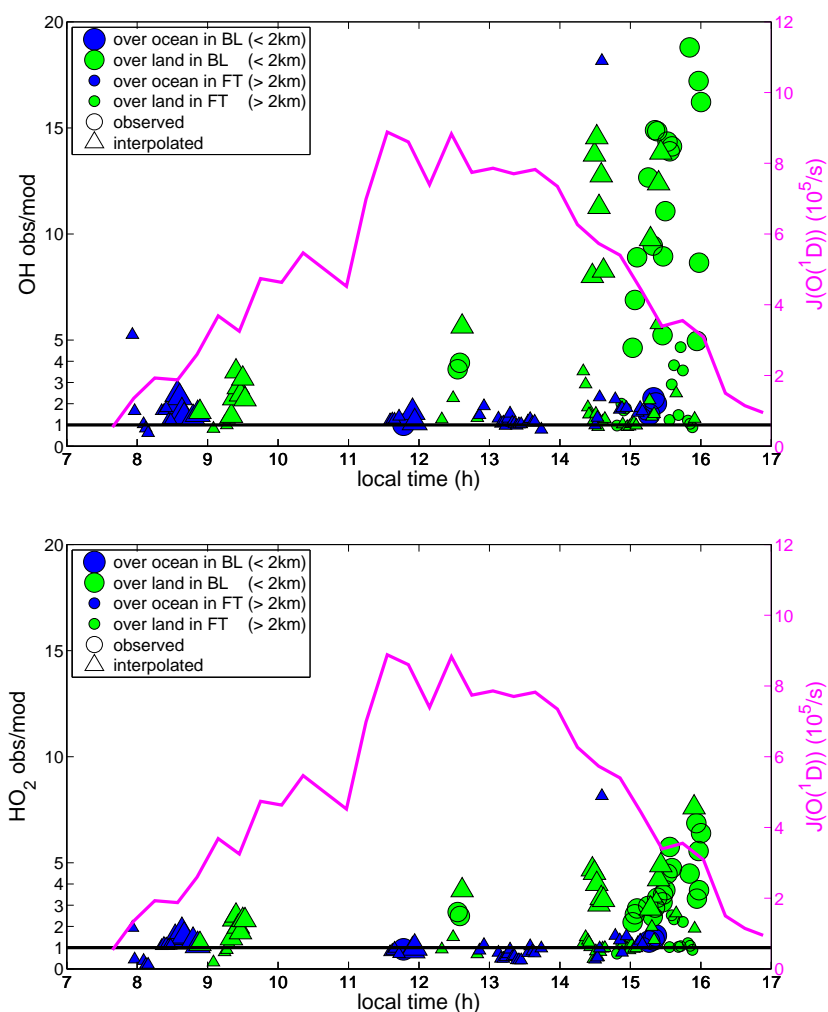 over ocean in BL (< 2km)
over land in BL (< 2km)
over ocean in FT (> 2km)
over land in FT (> 2km)
observed
interpolated
20
15
10
5
4
3
2
1
0
OH obs/mod
12
10
8
6
4
2
0
J(O(¹D)) (10⁵/s)
7 8 9 10 11 12 13 14 15 16 17
local time (h)
over ocean in BL (< 2km)
over land in BL (< 2km)
over ocean in FT (> 2km)
over land in FT (> 2km)
observed
interpolated
20
15
10
5
4
3
2
1
0
HO₂ obs/mod
12
10
8
6
4
2
0
J(O(¹D)) (10⁵/s)
7 8 9 10 11 12 13 14 15 16 17
local time (h)